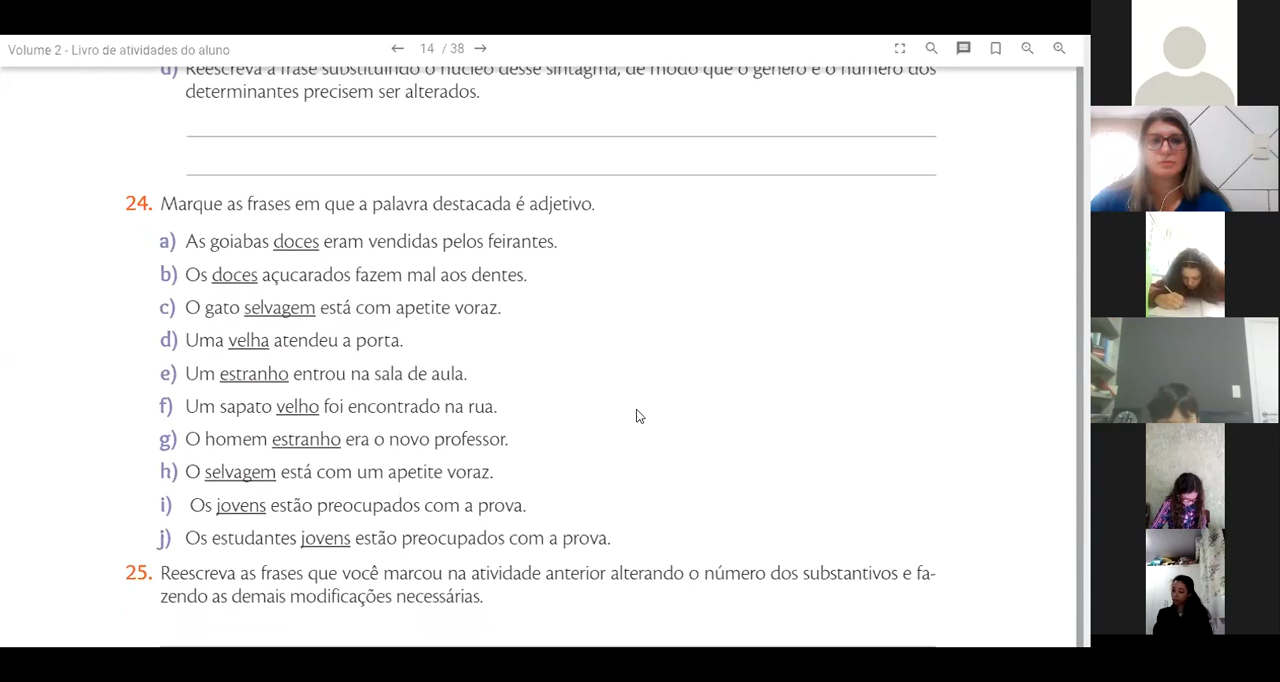 Volume 2 - Livro de atividades do aluno
14 / 38
d) Reescreva a frase substituindo o núcleo desse sintagma, de modo que o gênero e o número dos
determinantes precisem ser alterados.
24. Marque as frases em que a palavra destacada é adjetivo.
a) As goiabas doces eram vendidas pelos feirantes.
b) Os doces açucarados fazem mal aos dentes.
c) O gato selvagem está com apetite voraz.
d) Uma velha atendeu a porta.
e) Um estranho entrou na sala de aula.
f) Um sapato velho foi encontrado na rua.
g) O homem estranho era o novo professor.
h) O selvagem está com um apetite voraz.
i) Os jovens estão preocupados com a prova.
j) Os estudantes jovens estão preocupados com a prova.
25. Reescreva as frases que você marcou na atividade anterior alterando o número dos substantivos e fa-
zendo as demais modificações necessárias.